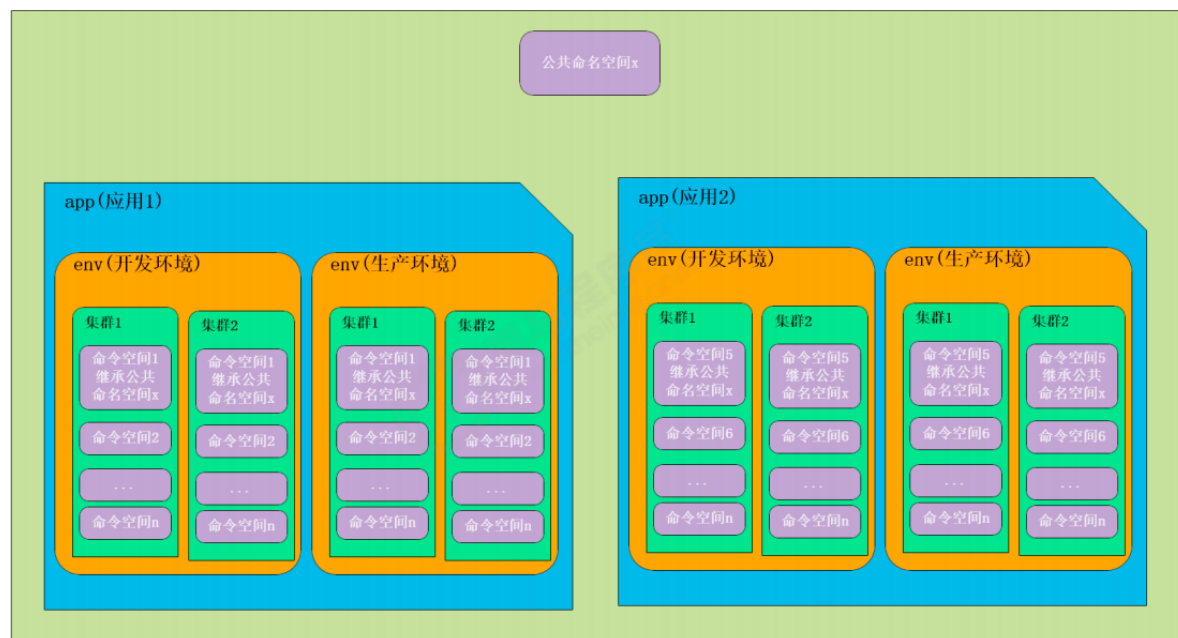 公共命名空间x
app(应用1)
env(开发环境)
集群1
命令空间1
继承公共
命名空间x
命令空间2
...
命令空间n
集群2
命令空间1
继承公共
命名空间x
命令空间2
...
命令空间n
env(生产环境)
集群1
命令空间1
继承公共
命名空间x
命令空间2
...
命令空间n
集群2
命令空间1
继承公共
命名空间x
命令空间2
...
命令空间n
app(应用2)
env(开发环境)
集群1
命令空间5
继承公共
命名空间x
命令空间6
...
命令空间n
集群2
命令空间5
继承公共
命名空间x
命令空间6
...
命令空间n
env(生产环境)
集群1
命令空间5
继承公共
命名空间x
命令空间6
...
命令空间n
集群2
命令空间5
继承公共
命名空间x
命令空间6
...
命令空间n